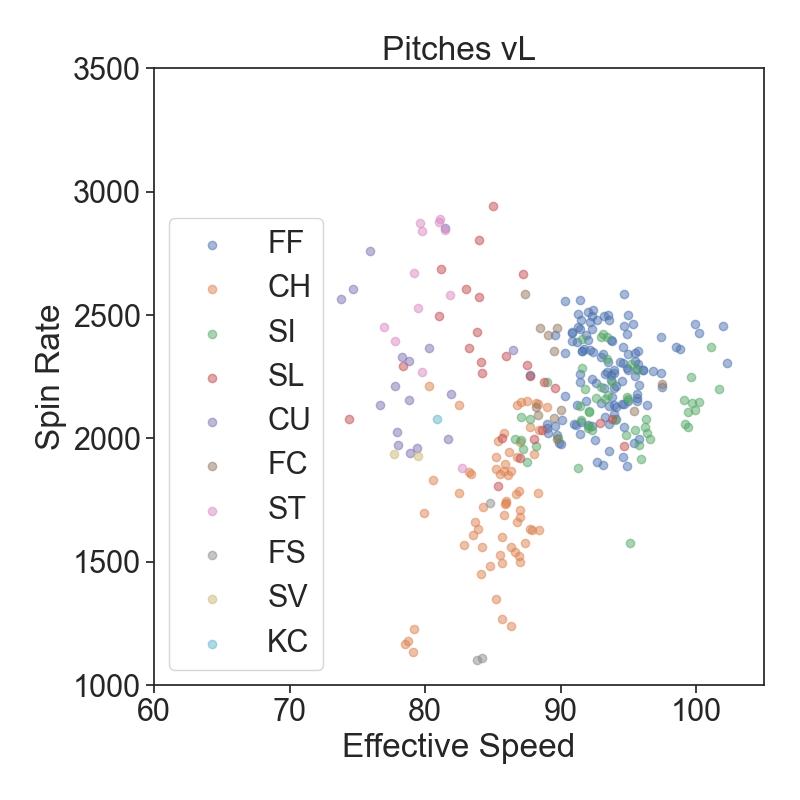 Pitches vL
3500
3000
2500
2000
1500
1000
Spin Rate
FF
CH
SI
SL
CU
FC
ST
FS
SV
KC
60 70 80 90 100
Effective Speed